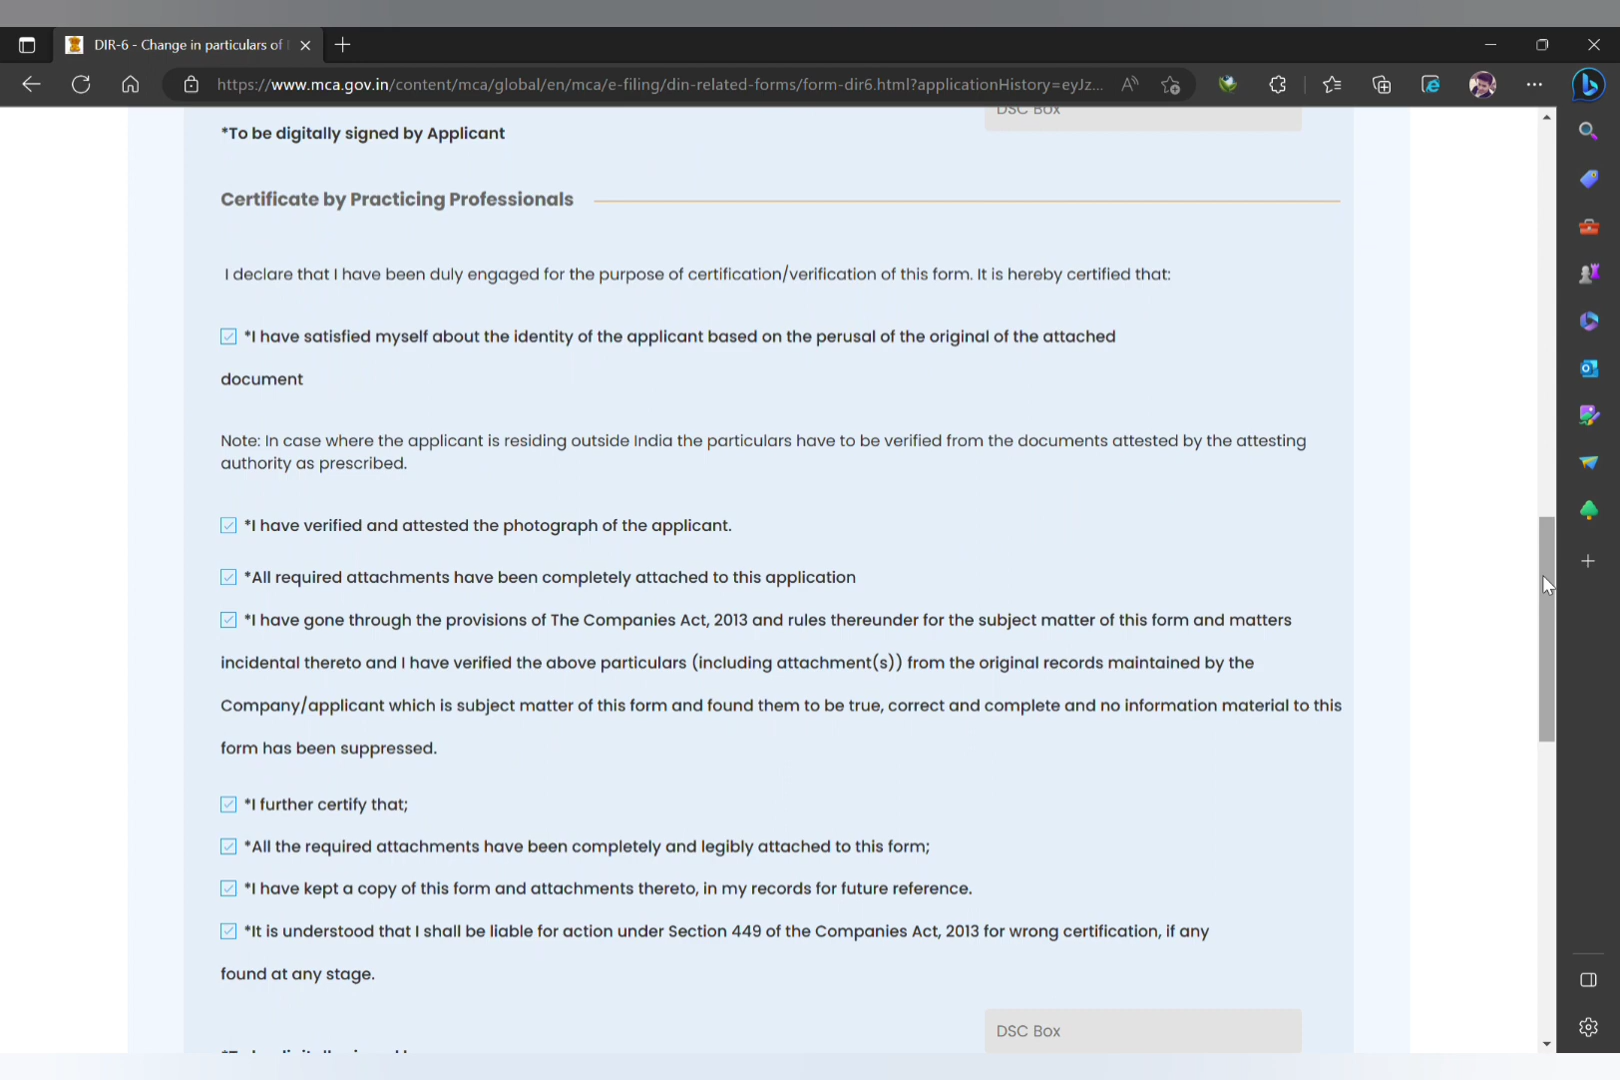 DIR-6 - Change in particulars of
https://www.mca.gov.in/content/mca/global/en/mca/e-filing/din-related-forms/form-dir6.html?applicationHistory=eyJz...
DSC Box
*To be digitally signed by Applicant
Certificate by Practicing Professionals
I declare that I have been duly engaged for the purpose of certification/verification of this form. It is hereby certified that:
*I have satisfied myself about the identity of the applicant based on the perusal of the original of the attached
document
Note: In case where the applicant is residing outside India the particulars have to be verified from the documents attested by the attesting
authority as prescribed.
*I have verified and attested the photograph of the applicant.
*All required attachments have been completely attached to this application
*I have gone through the provisions of The Companies Act, 2013 and rules thereunder for the subject matter of this form and matters
incidental thereto and I have verified the above particulars (including attachment(s)) from the original records maintained by the
Company/applicant which is subject matter of this form and found them to be true, correct and complete and no information material to this
form has been suppressed.
*I further certify that;
*All the required attachments have been completely and legibly attached to this form;
*I have kept a copy of this form and attachments thereto, in my records for future reference.
*It is understood that I shall be liable for action under Section 449 of the Companies Act, 2013 for wrong certification, if any
found at any stage.
DSC Box